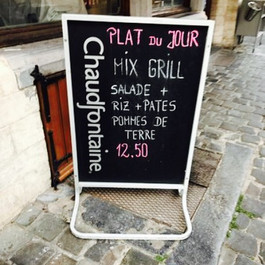 PLAT DU JOUR
MIX GRILL
SALADE +
RIZ + PATES
POMMES DE
TERRE
12,50
Chaudfontaine